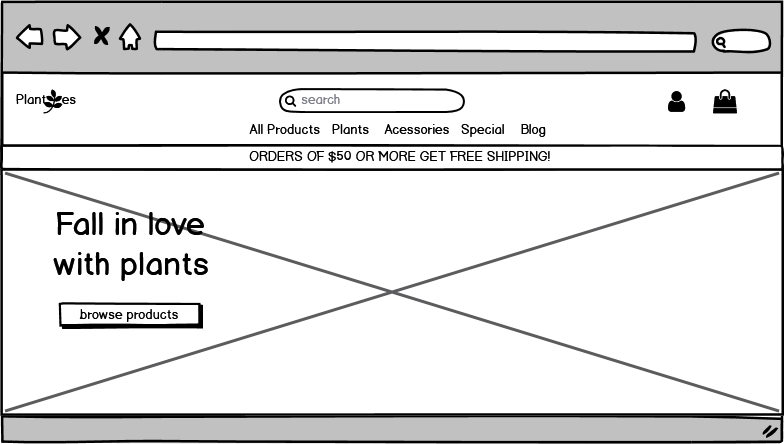 Plant es
search
All Products Plants Acessories Special Blog
ORDERS OF $50 OR MORE GET FREE SHIPPING!
Fall in love
with plants
browse products